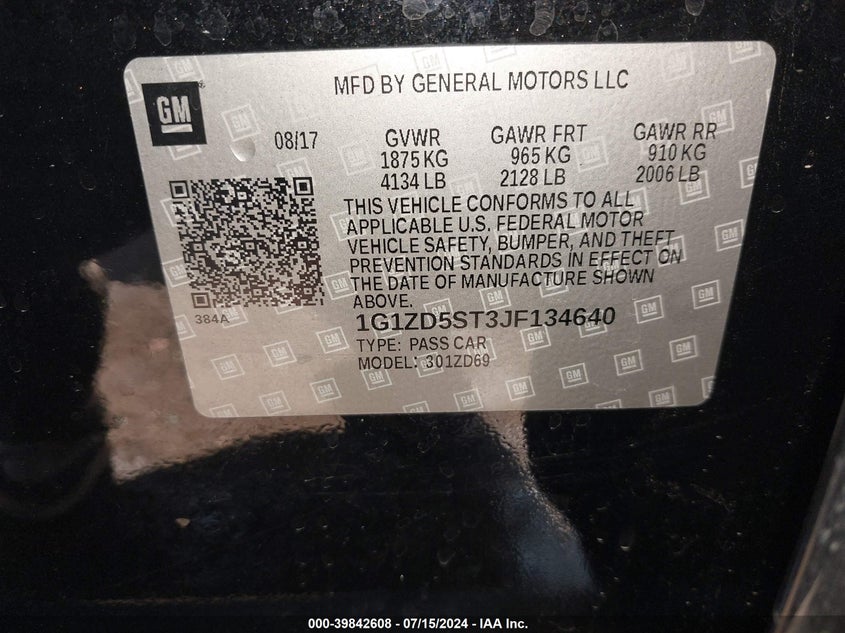 MFD BY GENERAL MOTORS LLC
GM
08/17
GVWR GAWR FRT GAWR RR
1875 KG 965 KG 910 KG
4134 LB 2128 LB 2006 LB
THIS VEHICLE CONFORMS TO ALL
APPLICABLE U.S. FEDERAL MOTOR
VEHICLE SAFETY, BUMPER, AND THEFT
PREVENTION STANDARDS IN EFFECT ON
THE DATE OF MANUFACTURE SHOWN
ABOVE.
384A
1G1ZD5ST3JF134640
TYPE: PASS CAR
MODEL: 301ZD69
000-39842608 - 07/15/2024 - IAA Inc.